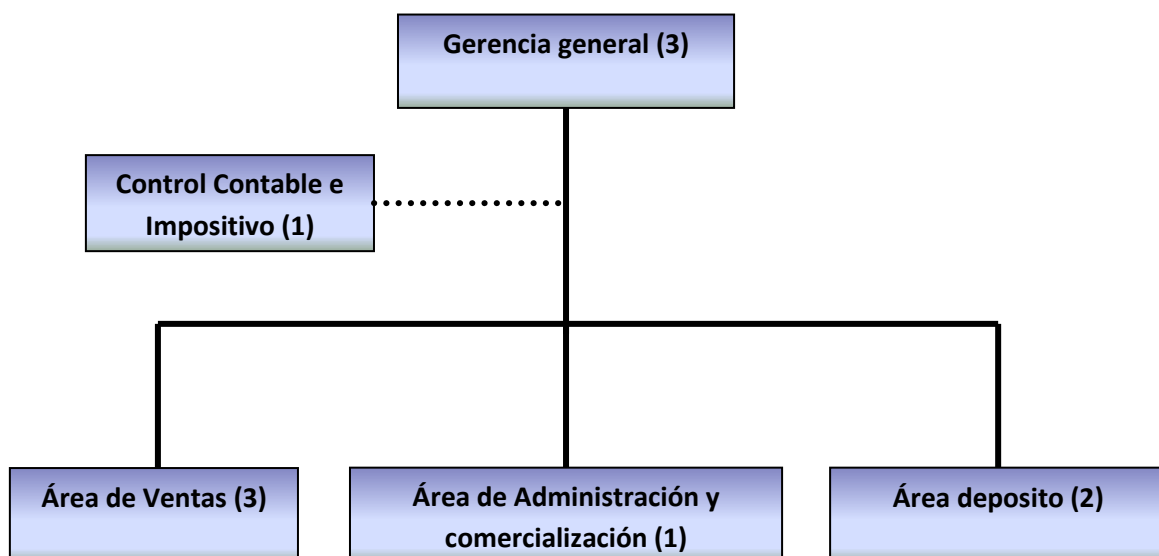 Gerencia general (3)
Control Contable e
Impositivo (1)
Área de Ventas (3)
Área de Administración y
comercialización (1)
Área deposito (2)